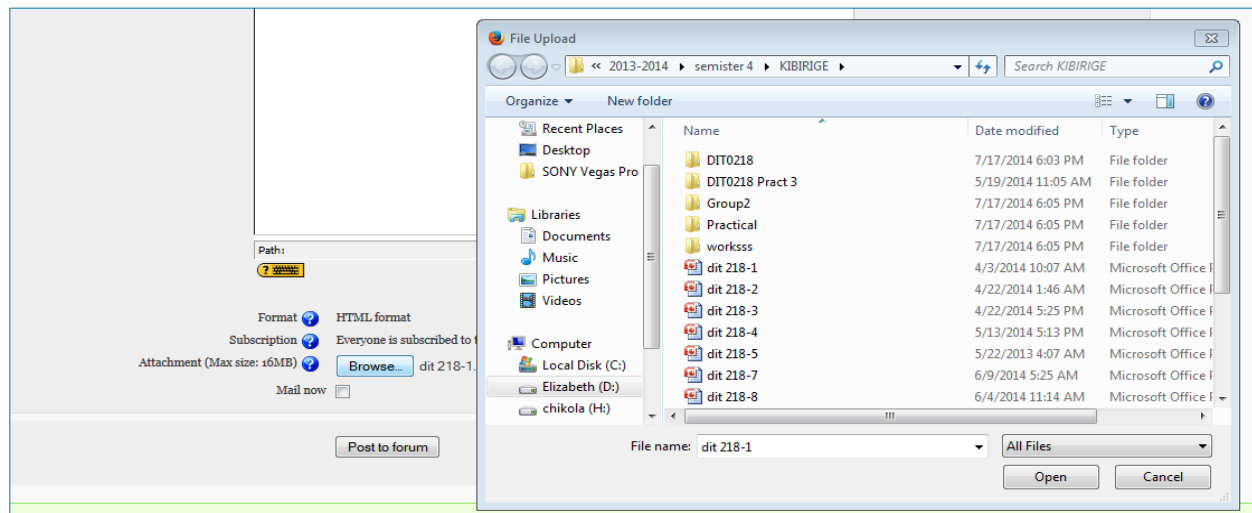 File Upload
« 2013-2014 ▸ semister 4 ▸ KIBIRIGE ▸
Search KIBIRIGE
Organize ▾ New folder
Recent Places
Desktop
SONY Vegas Pro
Libraries
Documents
Music
Pictures
Videos
Computer
Local Disk (C:)
Elizabeth (D:)
chikola (H:)
Name Date modified Type
DIT0218 7/17/2014 6:03 PM File folder
DIT0218 Pract 3 5/19/2014 11:05 AM File folder
Group2 7/17/2014 6:05 PM File folder
Practical 7/17/2014 6:05 PM File folder
worksss 7/17/2014 6:05 PM File folder
dit 218-1 4/3/2014 10:07 AM Microsoft Office
dit 218-2 4/22/2014 1:46 AM Microsoft Office
dit 218-3 4/22/2014 5:25 PM Microsoft Office
dit 218-4 5/13/2014 5:13 PM Microsoft Office
dit 218-5 5/22/2013 4:07 AM Microsoft Office
dit 218-7 6/9/2014 5:25 AM Microsoft Office
dit 218-8 6/4/2014 11:14 AM Microsoft Office
File name: dit 218-1 All Files
Open Cancel
Path:
?
Format ? HTML format
Subscription ? Everyone is subscribed to
Attachment (Max size: 16MB) ? Browse... dit 218-1.
Mail now
Post to forum